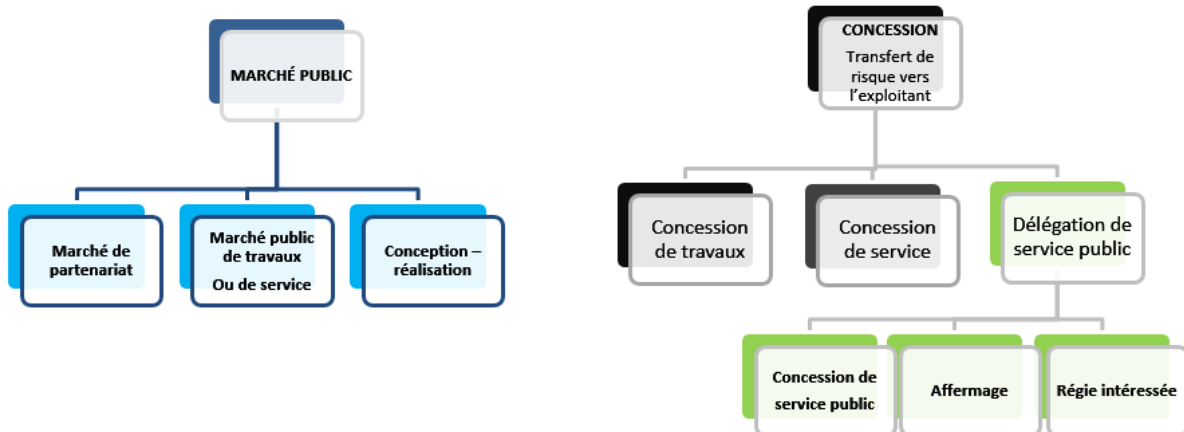 MARCHÉ PUBLIC
Marché de
partenariat
Marché public
de travaux
Ou de service
Conception –
réalisation
CONCESSION
Transfert de
risque vers
l'exploitant
Concession
de travaux
Concession
de service
Délégation de
service public
Concession de
service public
Affermage
Régie intéressée